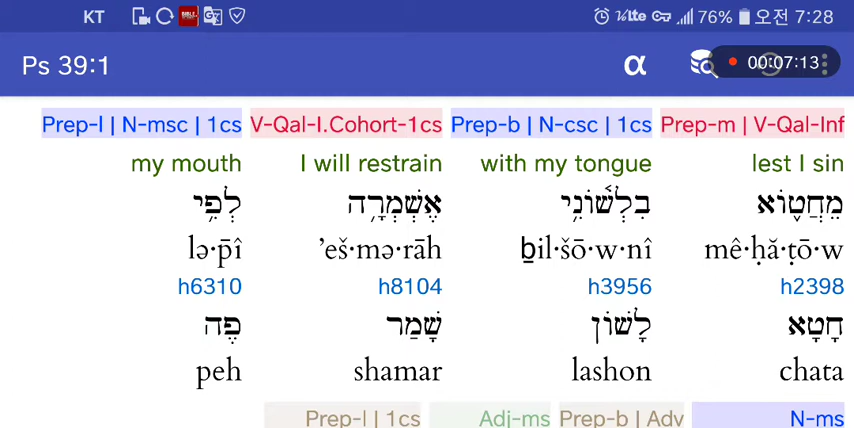 KT 76% 오전 7:28
Ps 39:1 α 00:07:13
Prep-l | N-msc | 1cs V-Qal-I.Cohort-1cs Prep-b | N-csc | 1cs Prep-m | V-Qal-Inf
my mouth I will restrain with my tongue lest I sin
לְפִ֥י אֶשְׁמְרָ֥ה בִלְשׁ֫וֹנִ֥י מֵחֲט֪וֹא
lə·p̄î ’eš·mə·rāh ḇil·šō·w·nî mê·ḥă·ṭō·w
h6310 h8104 h3956 h2398
פֶּה שָׁמַר לָשׁוֹן חָטָא
peh shamar lashon chata
Prep-l | 1cs Adj-ms Prep-b | Adv N-ms